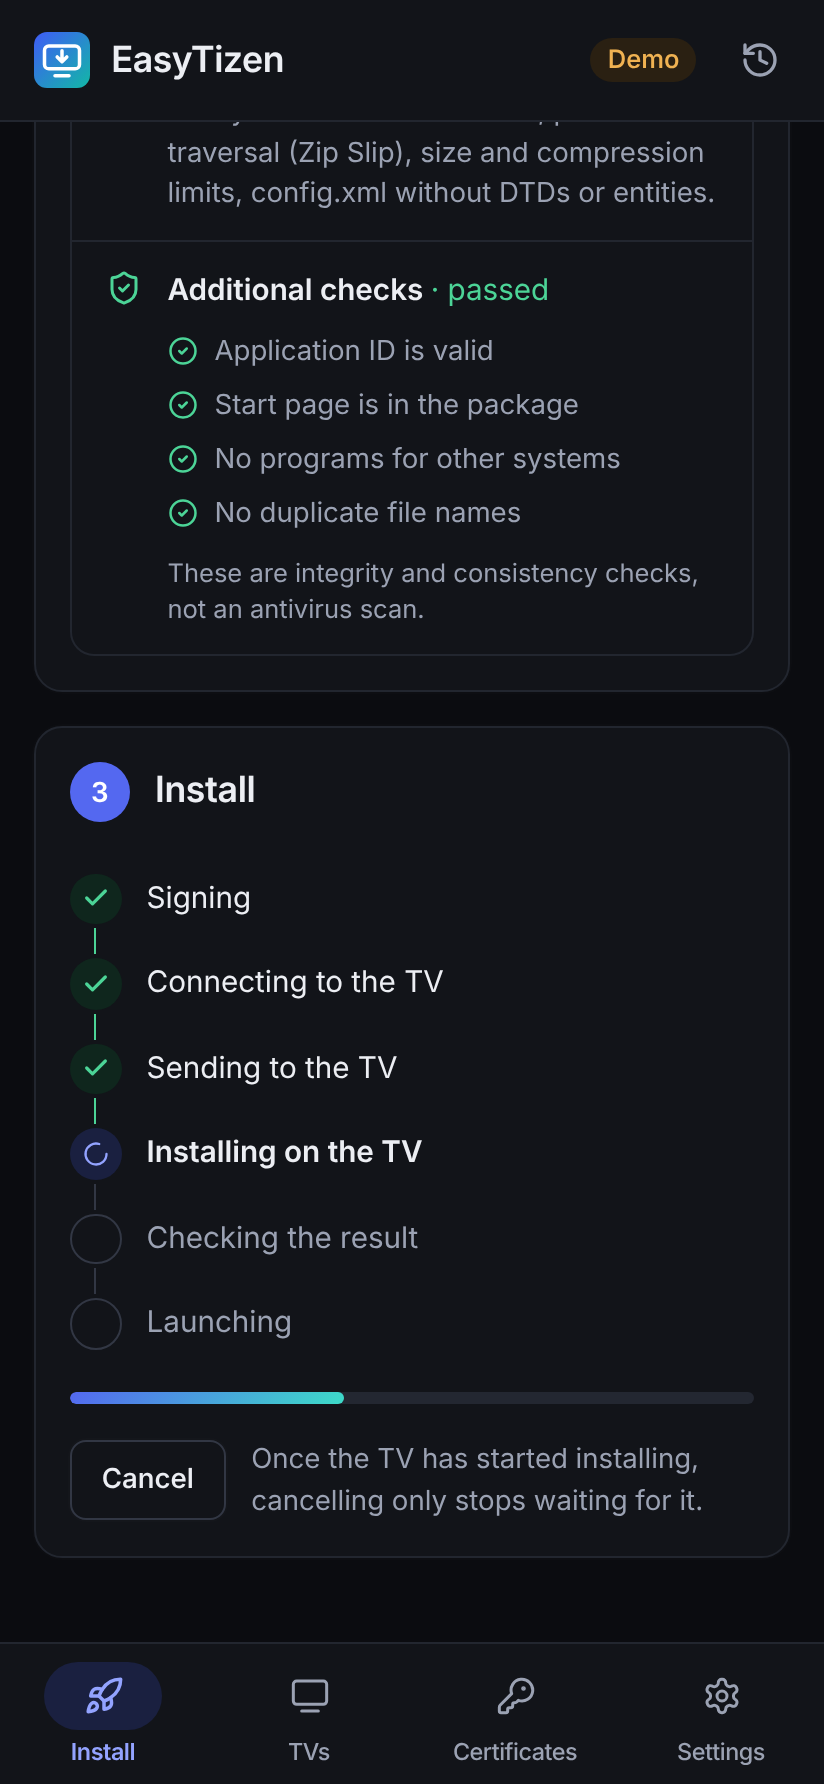 EasyTizen
Demo
traversal (Zip Slip), size and compression
limits, config.xml without DTDs or entities.
Additional checks · passed
Application ID is valid
Start page is in the package
No programs for other systems
No duplicate file names
These are integrity and consistency checks,
not an antivirus scan.
3
Install
Signing
Connecting to the TV
Sending to the TV
Installing on the TV
Checking the result
Launching
Cancel
Once the TV has started installing,
cancelling only stops waiting for it.
Install
TVs
Certificates
Settings